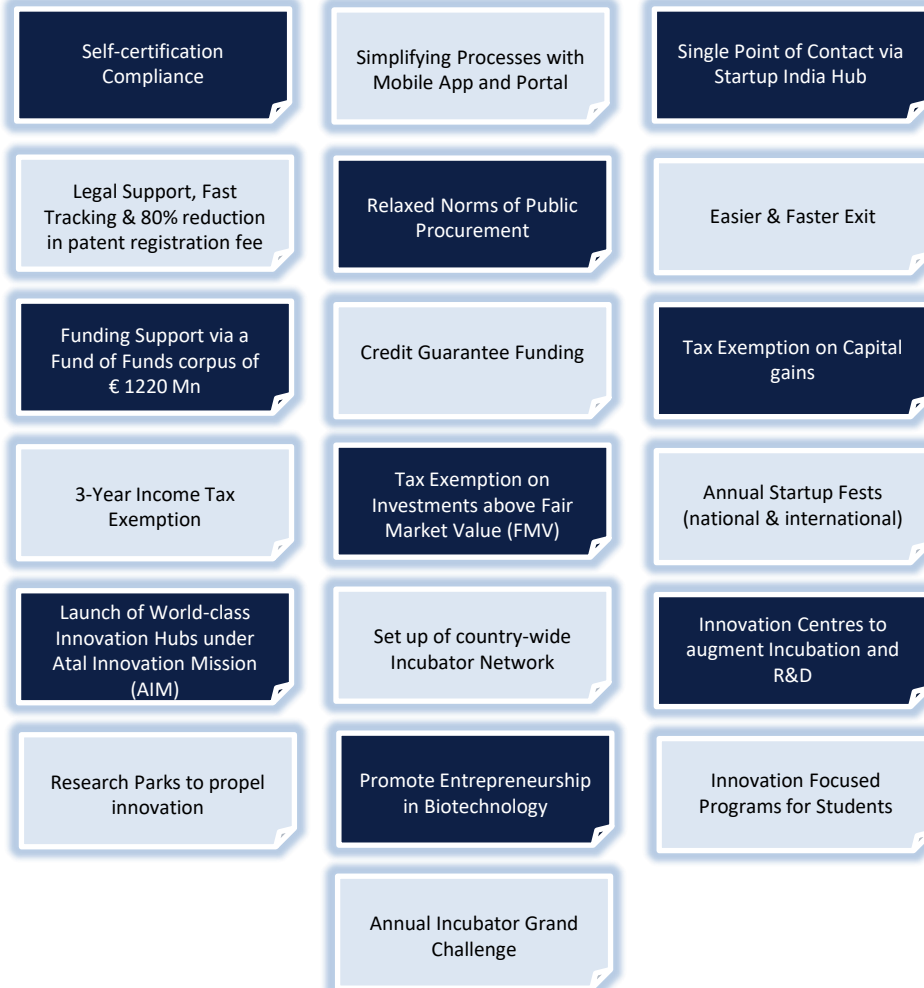 Self-certification
Compliance
Simplifying Processes with
Mobile App and Portal
Single Point of Contact via
Startup India Hub
Legal Support, Fast
Tracking & 80% reduction
in patent registration fee
Relaxed Norms of Public
Procurement
Easier & Faster Exit
Funding Support via a
Fund of Funds corpus of
€ 1220 Mn
Credit Guarantee Funding
Tax Exemption on Capital
gains
3-Year Income Tax
Exemption
Tax Exemption on
Investments above Fair
Market Value (FMV)
Annual Startup Fests
(national & international)
Launch of World-class
Innovation Hubs under
Atal Innovation Mission
(AIM)
Set up of country-wide
Incubator Network
Innovation Centres to
augment Incubation and
R&D
Research Parks to propel
innovation
Promote Entrepreneurship
in Biotechnology
Innovation Focused
Programs for Students
Annual Incubator Grand
Challenge